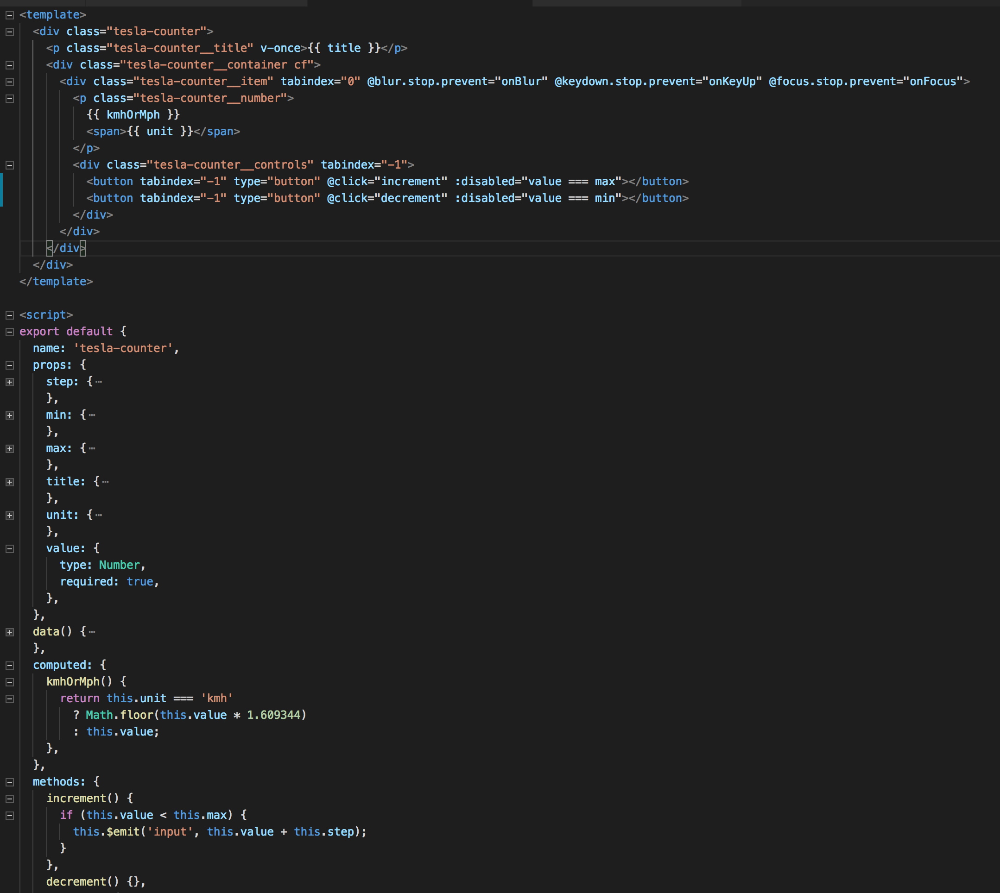 <template>
<div class="tesla-counter">
<p class="tesla-counter__title" v-once>{{ title }}</p>
<div class="tesla-counter__container cf">
<div class="tesla-counter__item" tabindex="0" @blur.stop.prevent="onBlur" @keydown.stop.prevent="onKeyUp" @focus.stop.prevent="onFocus">
<p class="tesla-counter__number">
{{ kmhOrMph }}
<span>{{ unit }}</span>
</p>
<div class="tesla-counter__controls" tabindex="-1">
<button tabindex="-1" type="button" @click="increment" :disabled="value === max"></button>
<button tabindex="-1" type="button" @click="decrement" :disabled="value === min"></button>
</div>
</div>
</div>
</div>
</template>
<script>
export default {
name: 'tesla-counter',
props: {
step: {…
},
min: {…
},
max: {…
},
title: {…
},
unit: {…
},
value: {
type: Number,
required: true,
},
},
data() {…
},
computed: {
kmhOrMph() {
return this.unit === 'kmh'
? Math.floor(this.value * 1.609344)
: this.value;
},
},
methods: {
increment() {
if (this.value < this.max) {
this.$emit('input', this.value + this.step);
}
},
decrement() {},